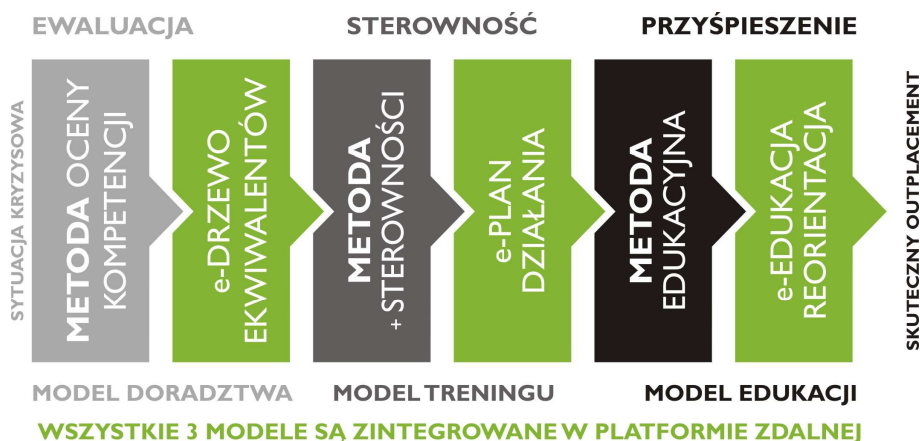 EWALUACJA
STEROWNOŚĆ
PRZYŚPIESZENIE
SYTUACJA KRYZYSOWA
METODA OCENY
KOMPETENCJI
e-DRZEWO
EKWIWALENTÓW
METODA
+ STEROWNOŚCI
e-PLAN
DZIAŁANIA
METODA
EDUKACYJNA
e-EDUKACJA
REORIENTACJA
SKUTECZNY OUTPLACEMENT
MODEL DORADZTWA
MODEL TRENINGU
MODEL EDUKACJI
WSZYSTKIE 3 MODELE SĄ ZINTEGROWANE W PLATFORMIE ZDALNEJ